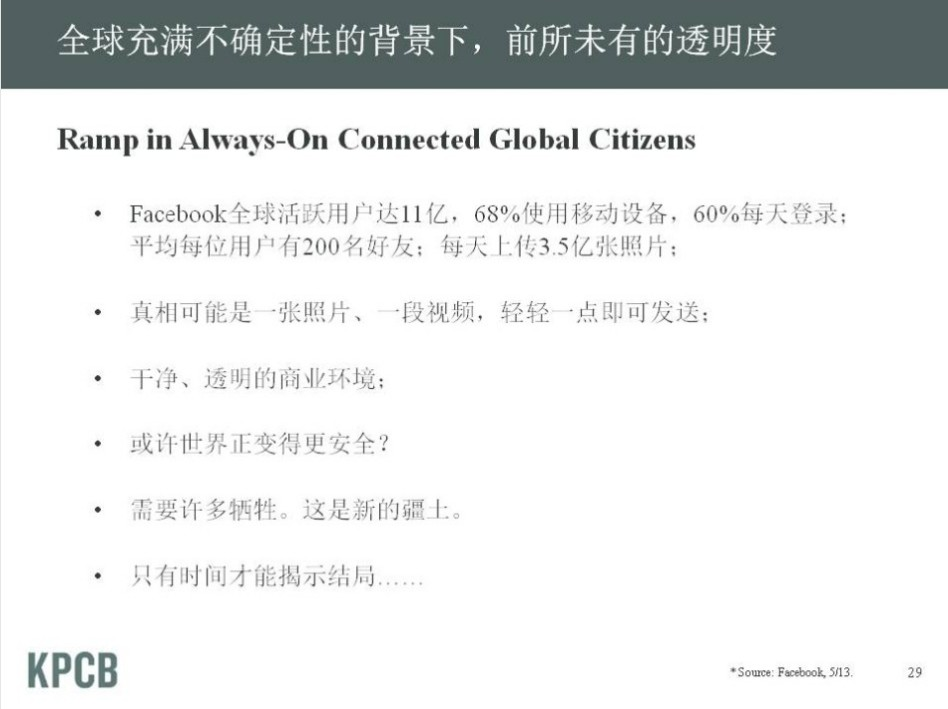 全球充满不确定性的背景下，前所未有的透明度
Ramp in Always-On Connected Global Citizens
• Facebook全球活跃用户达11亿，68%使用移动设备，60%每天登录；
平均每位用户有200名好友；每天上传3.5亿张照片；
• 真相可能是一张照片、一段视频，轻轻一点即可发送；
• 干净、透明的商业环境；
• 或许世界正变得更安全？
• 需要许多牺牲。这是新的疆土。
• 只有时间才能揭示结局……
KPCB
*Source: Facebook, 5/13.
29